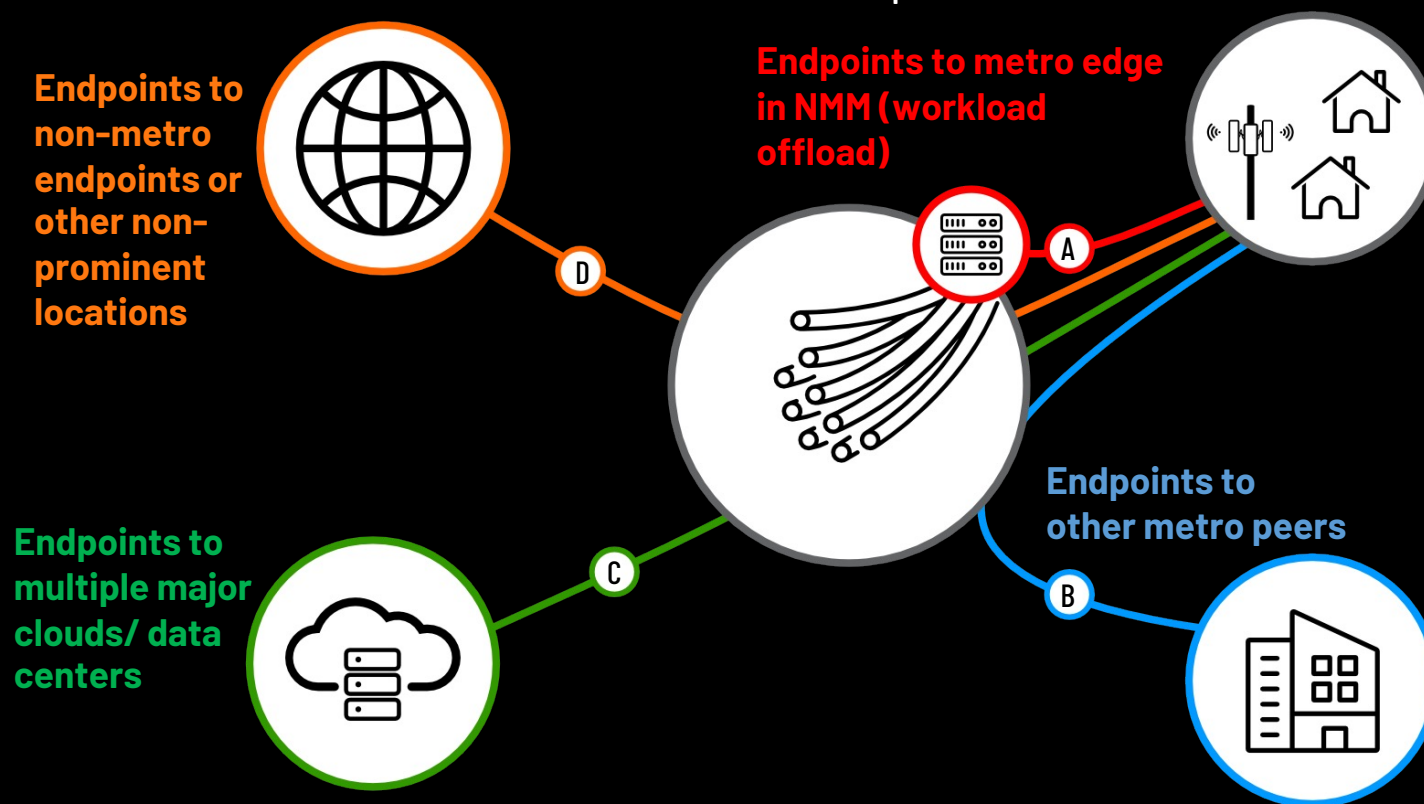 Endpoints to
non-metro
endpoints or
other non-
prominent
locations
Endpoints to metro edge
in NMM (workload
offload)
D
A
Endpoints to
other metro peers
Endpoints to
multiple major
clouds/ data
centers
C
B